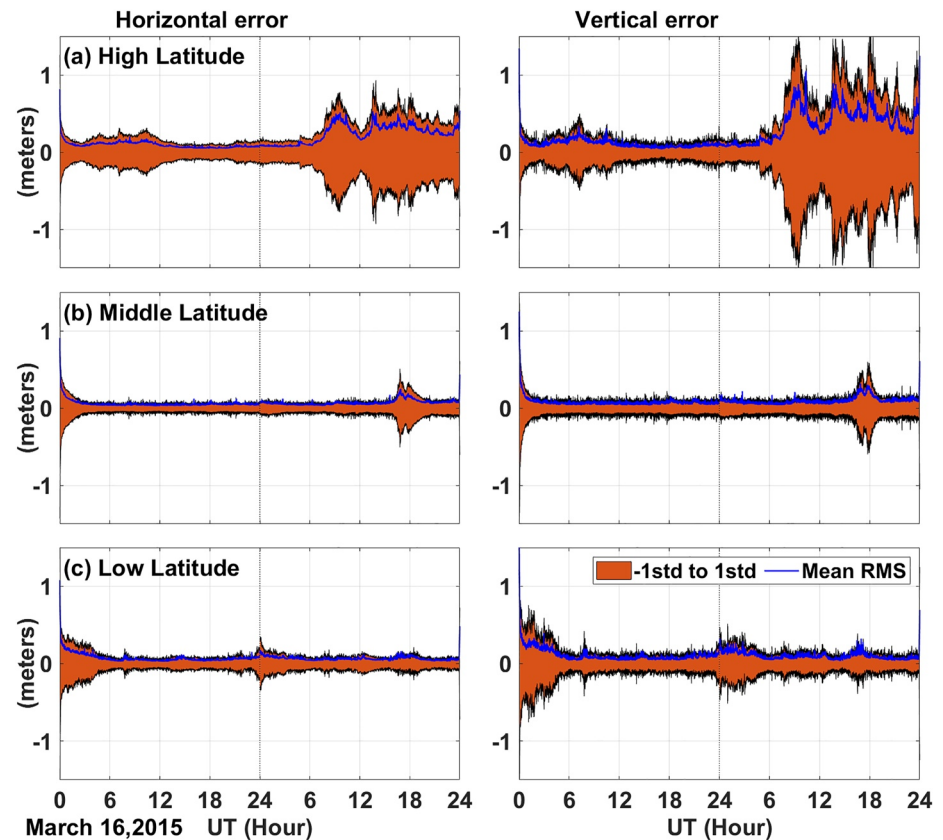 Horizontal error
Vertical error
(a) High Latitude
1
0
-1
(meters)
1
0
-1
(b) Middle Latitude
1
0
-1
(meters)
1
0
-1
(c) Low Latitude
-1std to 1std
Mean RMS
1
0
-1
(meters)
1
0
-1
0 6 12 18 24 6 12 18 24
0 6 12 18 24 6 12 18 24
March 16,2015 UT (Hour)
UT (Hour)